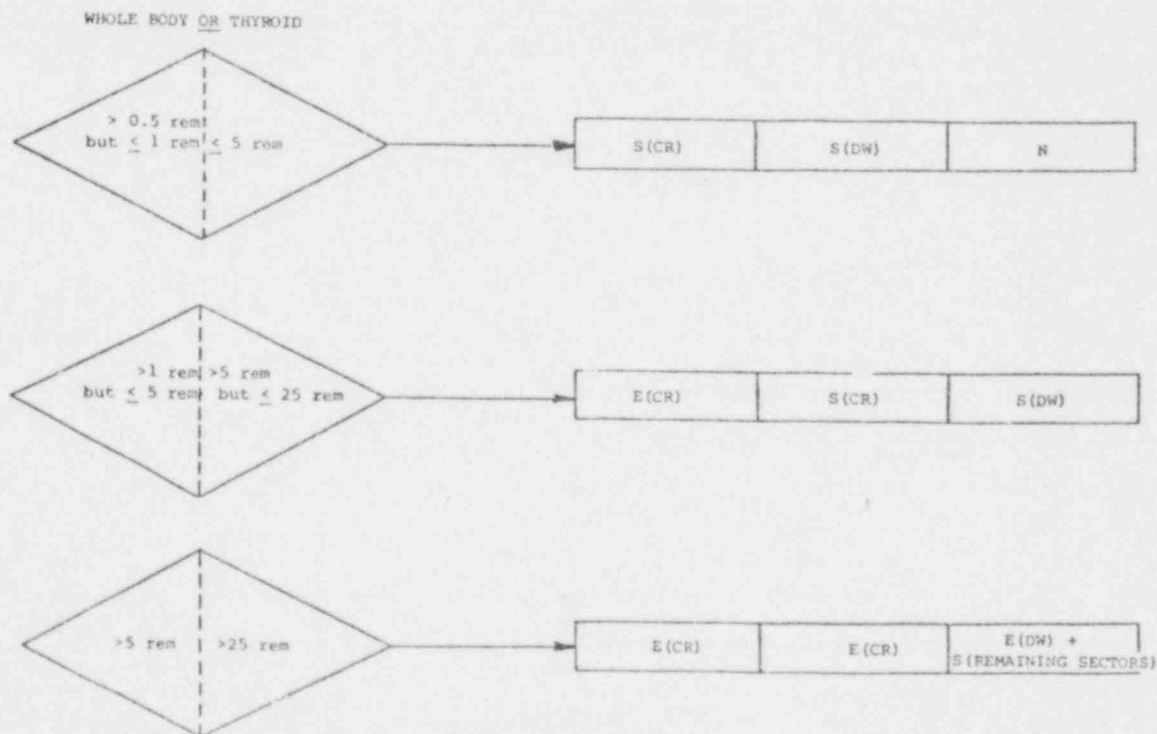 WHOLE BODY OR THYROID
> 0.5 rem
but ≤ 1 rem ≤ 5 rem
S(CR) S(DW) N
>1 rem >5 rem
but ≤ 5 rem but ≤ 25 rem
E(CR) S(CR) S(DW)
>5 rem >25 rem
E(CR) E(CR) E(DW) +
S(REMAINING SECTORS)